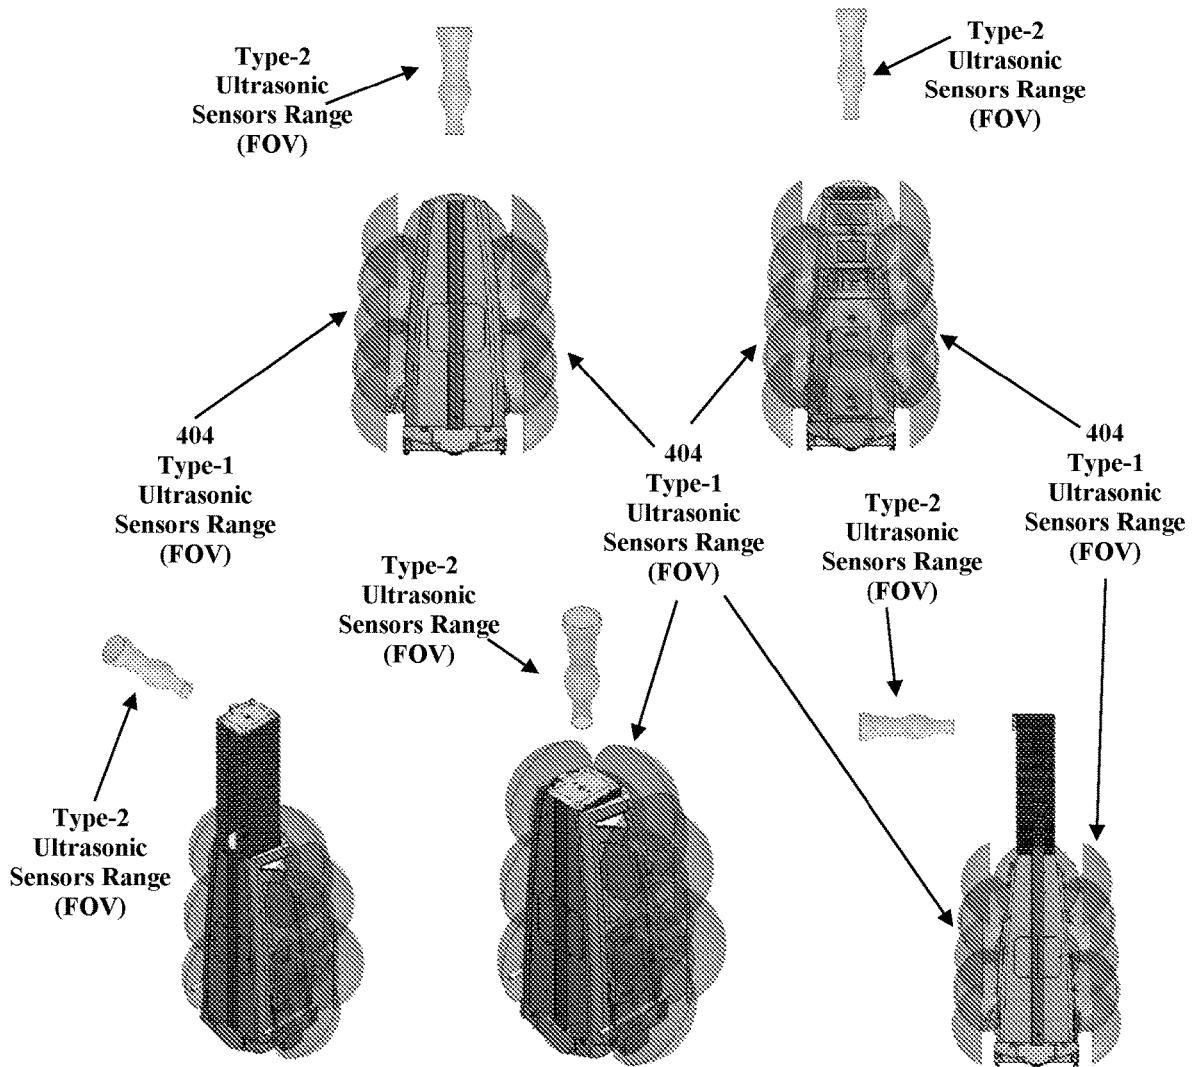 Type-2
Ultrasonic
Sensors Range
(FOV)
Type-2
Ultrasonic
Sensors Range
(FOV)
404
Type-1
Ultrasonic
Sensors Range
(FOV)
404
Type-1
Ultrasonic
Sensors Range
(FOV)
404
Type-1
Ultrasonic
Sensors Range
(FOV)
Type-2
Ultrasonic
Sensors Range
(FOV)
Type-2
Ultrasonic
Sensors Range
(FOV)
Type-2
Ultrasonic
Sensors Range
(FOV)